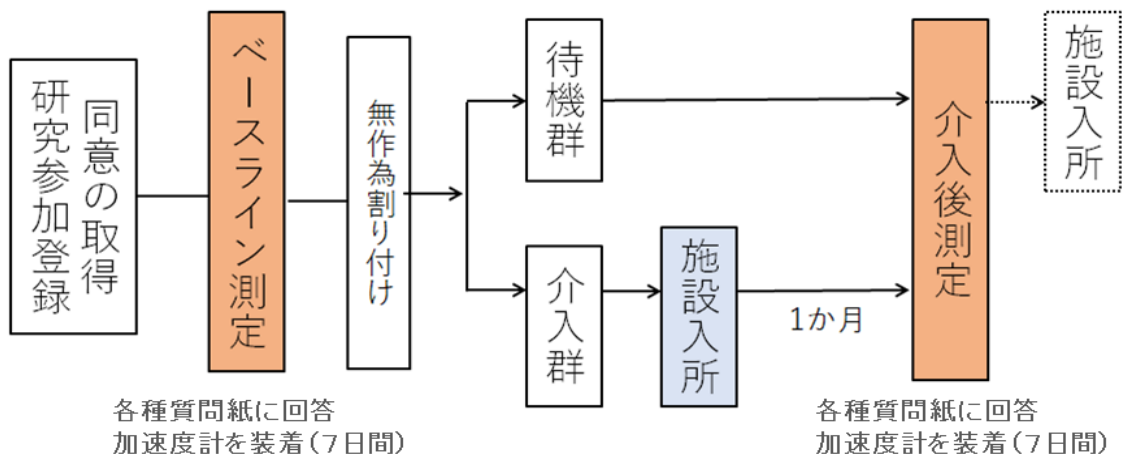 同意の取得
研究参加登録
ベースライン測定
無作為割り付け
待機群
介入群
施設入所
1か月
介入後測定
施設入所
各種質問紙に回答
加速度計を装着(7日間)
各種質問紙に回答
加速度計を装着(7日間)